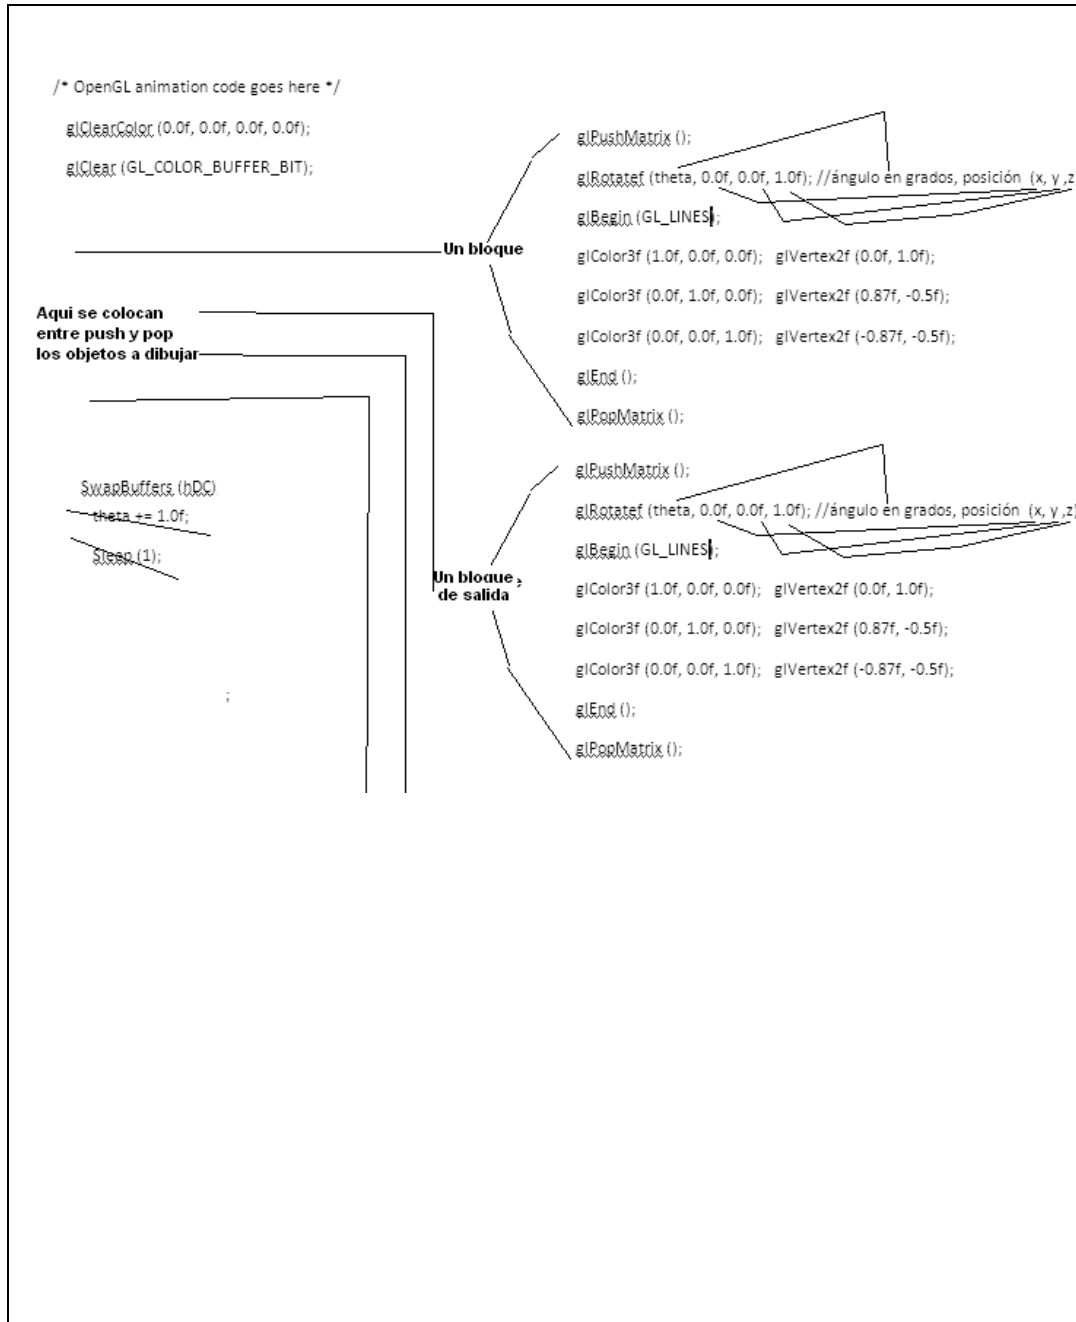 /* OpenGL animation code goes here */
glClearColor (0.0f, 0.0f, 0.0f, 0.0f);
glClear (GL_COLOR_BUFFER_BIT);
Un bloque
Aqui se colocan
entre push y pop
los objetos a dibujar
SwapBuffers (hDC)
theta += 1.0f;
Sleep (1);
;
glPushMatrix ();
glRotatef (theta, 0.0f, 0.0f, 1.0f); //ángulo en grados, posición (x, y ,z
glBegin (GL_LINES);
glColor3f (1.0f, 0.0f, 0.0f); glVertex2f (0.0f, 1.0f);
glColor3f (0.0f, 1.0f, 0.0f); glVertex2f (0.87f, -0.5f);
glColor3f (0.0f, 0.0f, 1.0f); glVertex2f (-0.87f, -0.5f);
glEnd ();
glPopMatrix ();
Un bloque ;
de salida
glPushMatrix ();
glRotatef (theta, 0.0f, 0.0f, 1.0f); //ángulo en grados, posición (x, y ,z)
glBegin (GL_LINES);
glColor3f (1.0f, 0.0f, 0.0f); glVertex2f (0.0f, 1.0f);
glColor3f (0.0f, 1.0f, 0.0f); glVertex2f (0.87f, -0.5f);
glColor3f (0.0f, 0.0f, 1.0f); glVertex2f (-0.87f, -0.5f);
glEnd ();
glPopMatrix ();